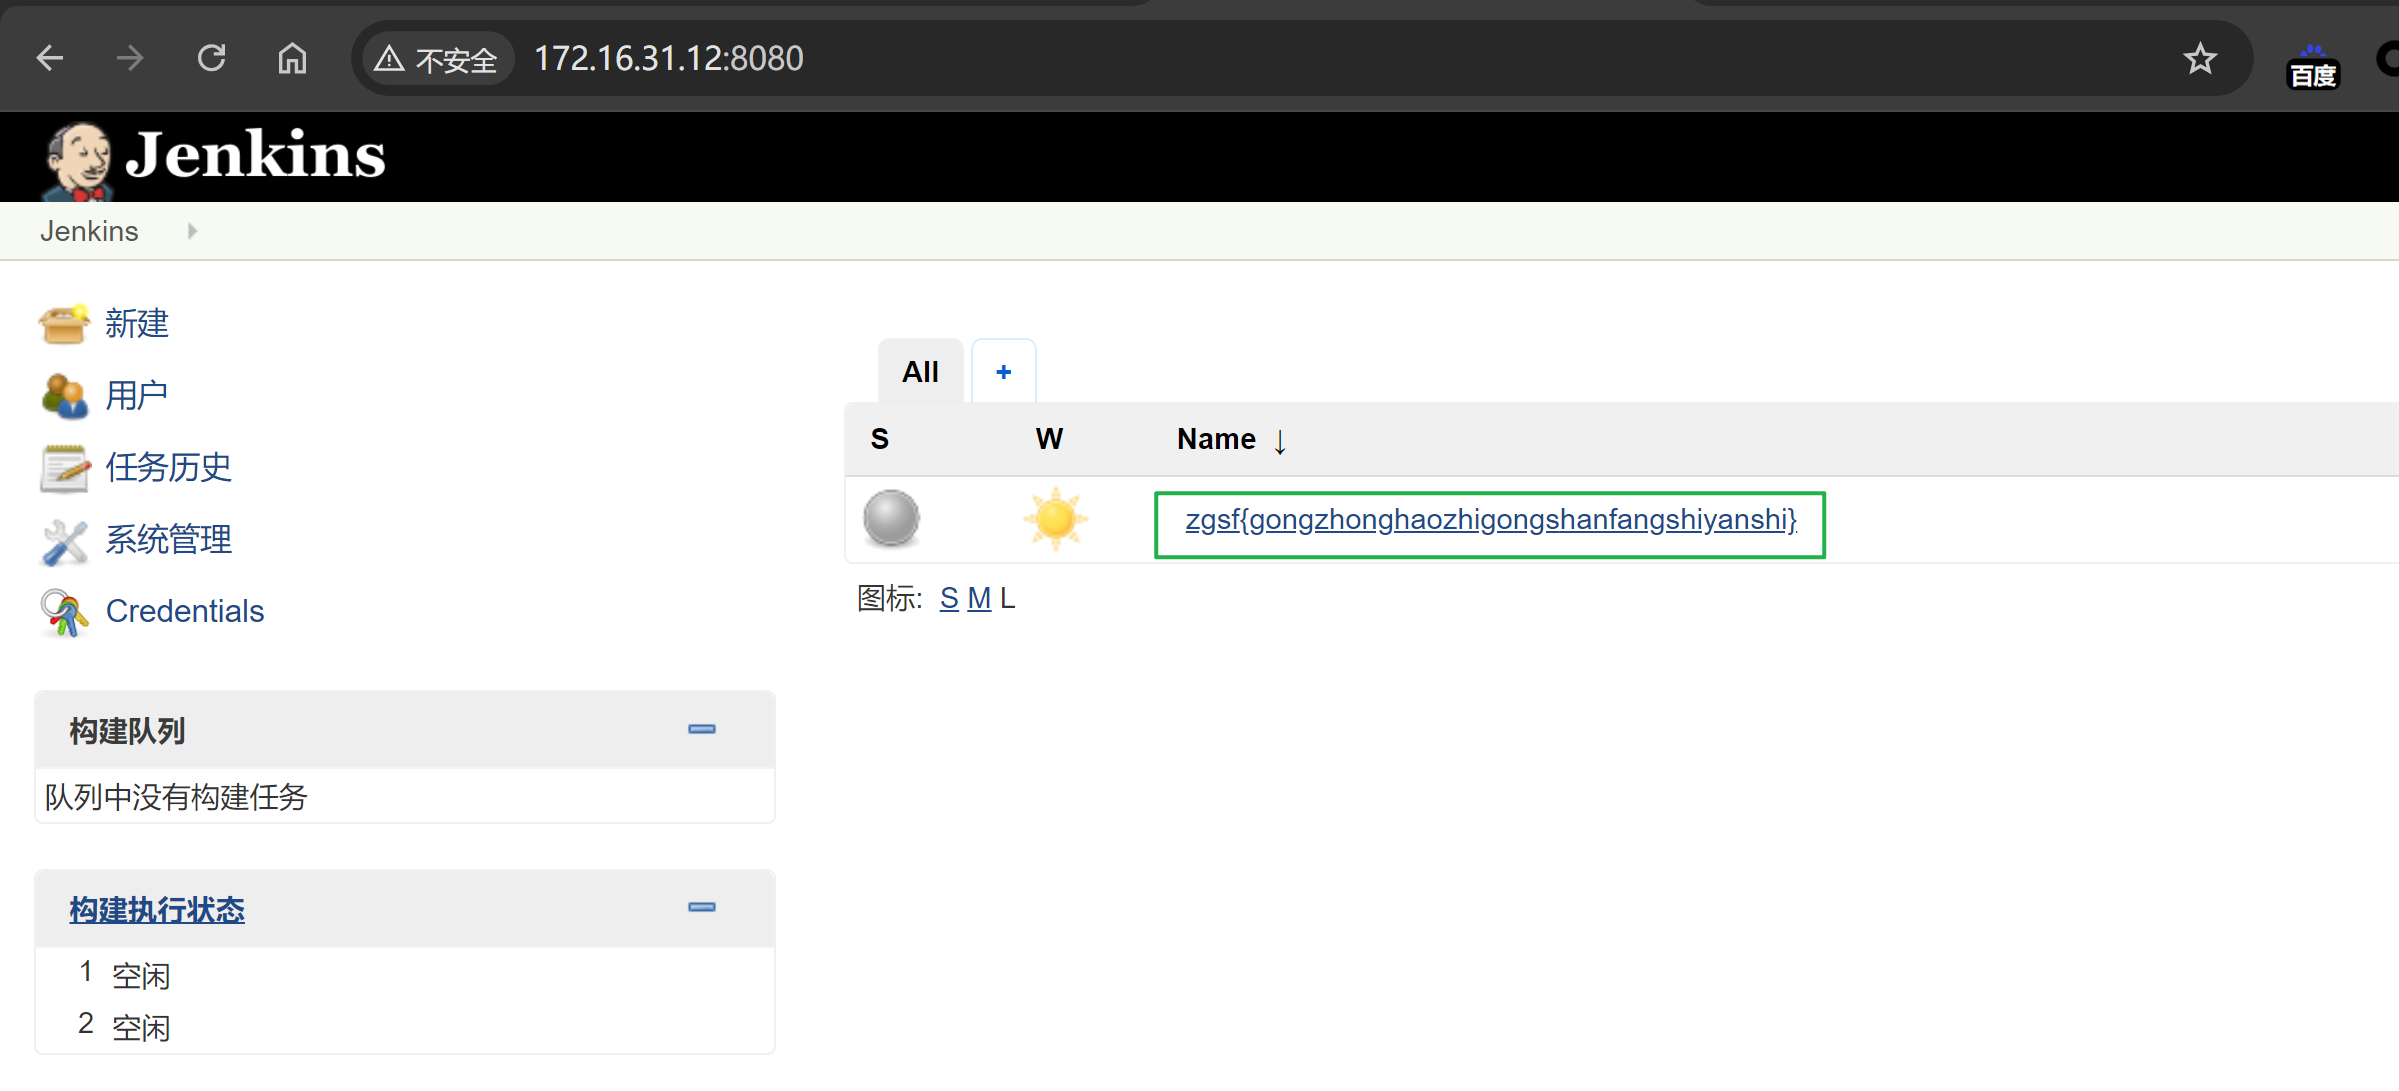 不安全 172.16.31.12:8080
百度
Jenkins
Jenkins
新建
用户
任务历史
系统管理
Credentials
构建队列
队列中没有构建任务
构建执行状态
1 空闲
2 空闲
All +
S W Name ↓
zgsf{gongzhonghaozhigongshanfangshiyanshi}
图标: S M L